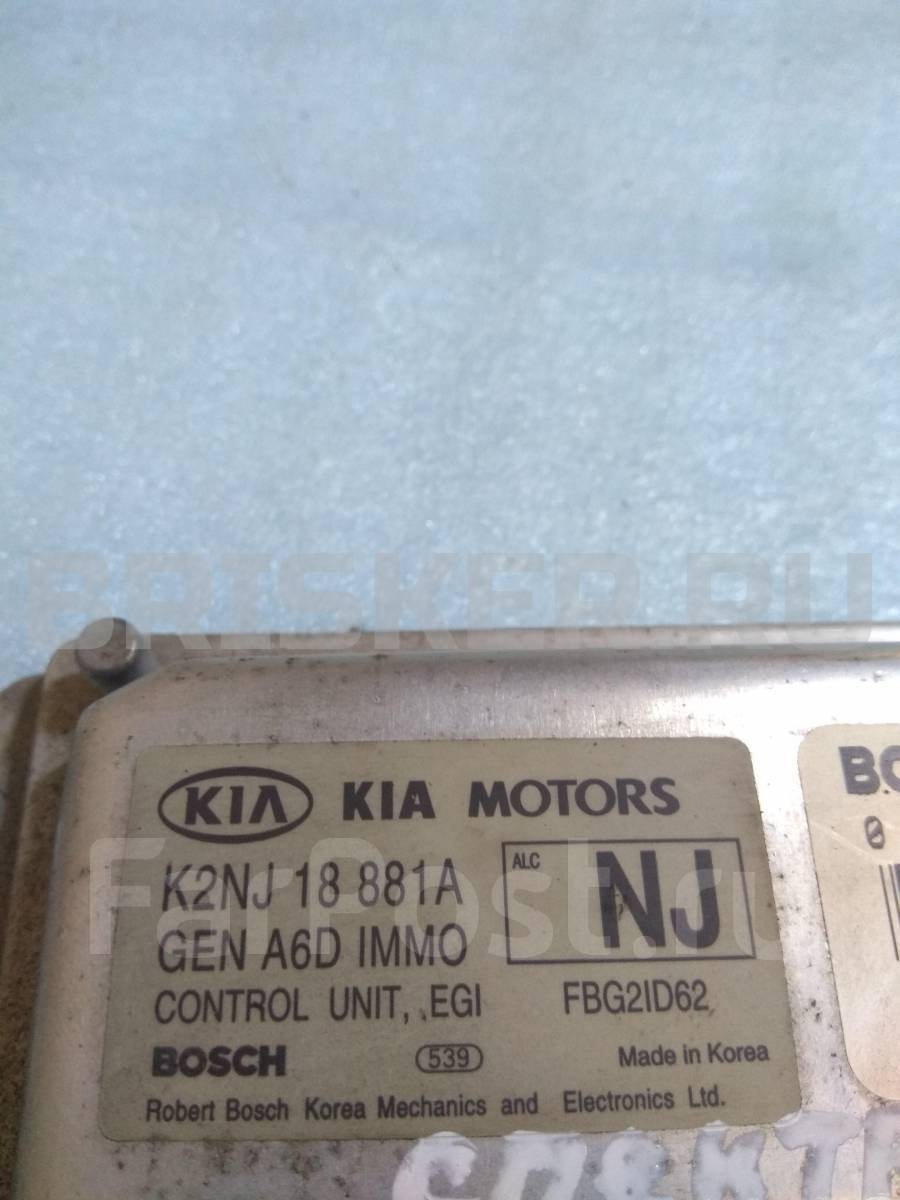 BRISKER.RU
KIA KIA MOTORS
K2NJ 18 881A
ALC NJ
GEN A6D IMMO
CONTROL UNIT, EGI FBG2ID62
BOSCH 539 Made in Korea
Robert Bosch Korea Mechanics and Electronics Ltd.
FarPost.ru
0